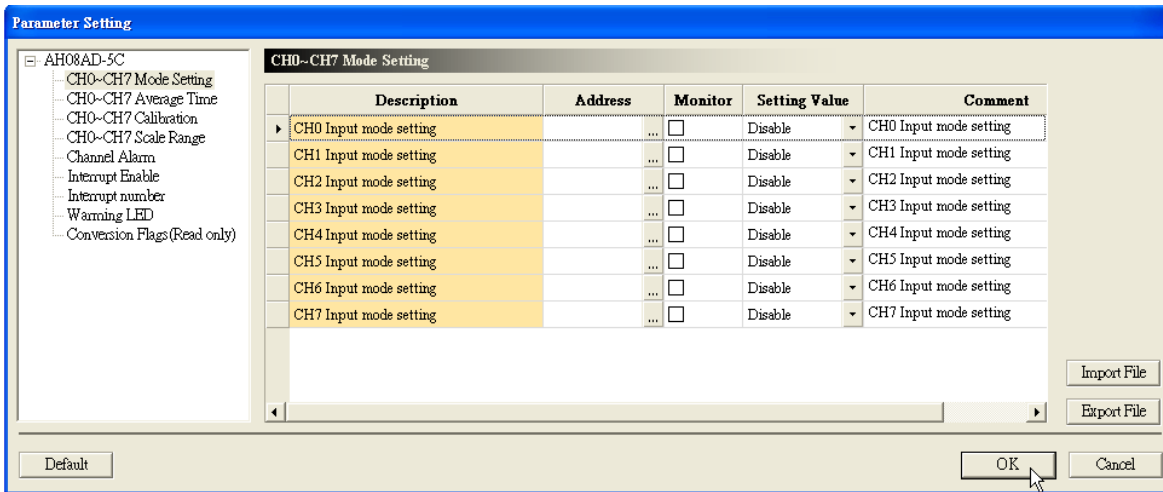 Parameter Setting
AH08AD-5C
CH0~CH7 Mode Setting
CH0~CH7 Average Time
CH0~CH7 Calibration
CH0~CH7 Scale Range
Channel Alarm
Interrupt Enable
Interrupt number
Warning LED
Conversion Flags(Read only)
CH0~CH7 Mode Setting
Description Address Monitor Setting Value Comment
CH0 Input mode setting ... Disable CH0 Input mode setting
CH1 Input mode setting ... Disable CH1 Input mode setting
CH2 Input mode setting ... Disable CH2 Input mode setting
CH3 Input mode setting ... Disable CH3 Input mode setting
CH4 Input mode setting ... Disable CH4 Input mode setting
CH5 Input mode setting ... Disable CH5 Input mode setting
CH6 Input mode setting ... Disable CH6 Input mode setting
CH7 Input mode setting ... Disable CH7 Input mode setting
Import File
Export File
Default OK Cancel